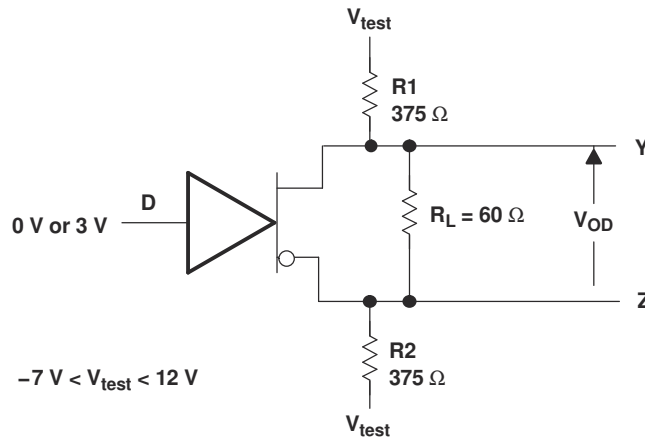 Vtest
R1
375 Ω
Y
D
0 V or 3 V
RL = 60 Ω
VOD
Z
R2
375 Ω
−7 V < Vtest < 12 V
Vtest